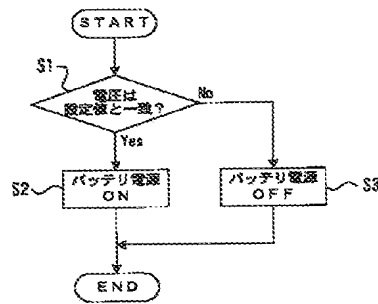 START
S1
電圧は
設定値と一致？
No
Yes
S2
バッテリ電源
ON
バッテリ電源
OFF
S3
END